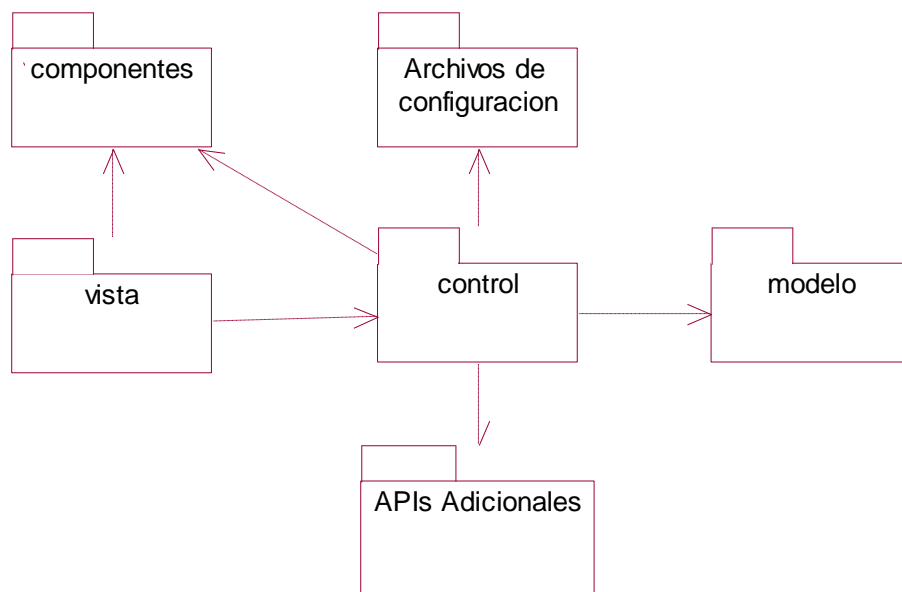 componentes
Archivos de
configuracion
vista
control
modelo
APIs Adicionales